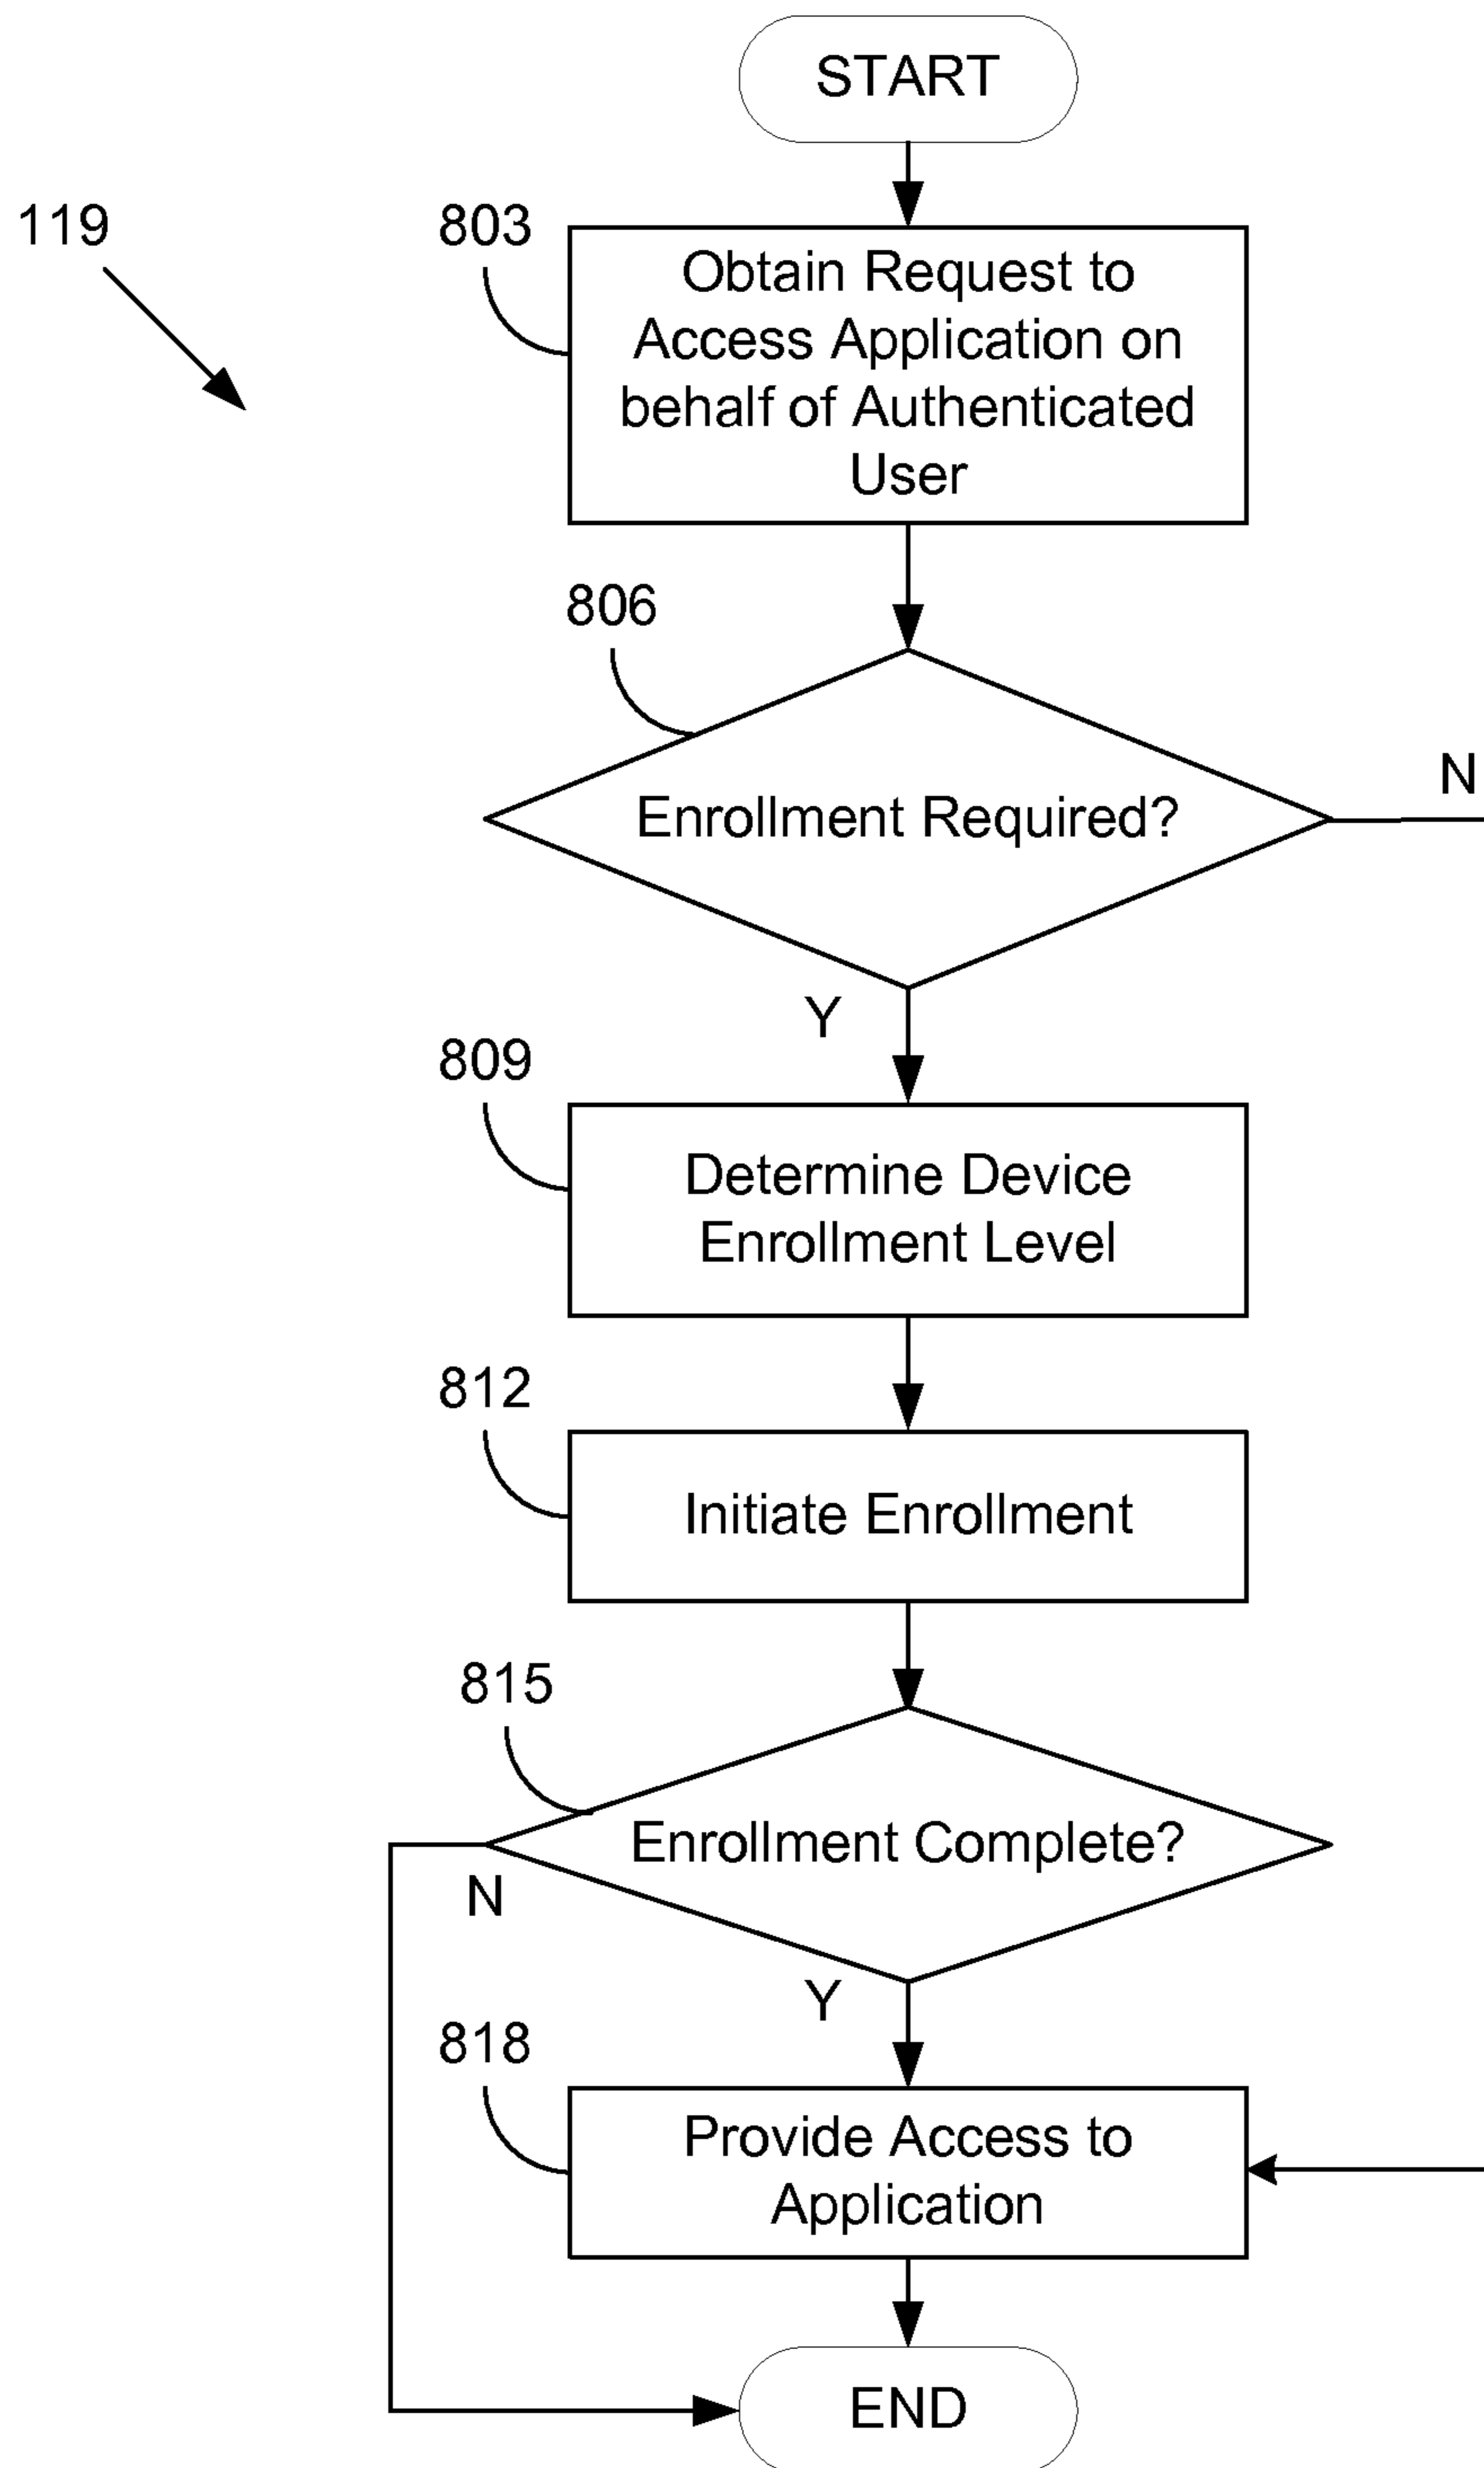 START
119
803
Obtain Request to
Access Application on
behalf of Authenticated
User
806
Enrollment Required?
N
Y
809
Determine Device
Enrollment Level
812
Initiate Enrollment
815
Enrollment Complete?
N
Y
818
Provide Access to
Application
END